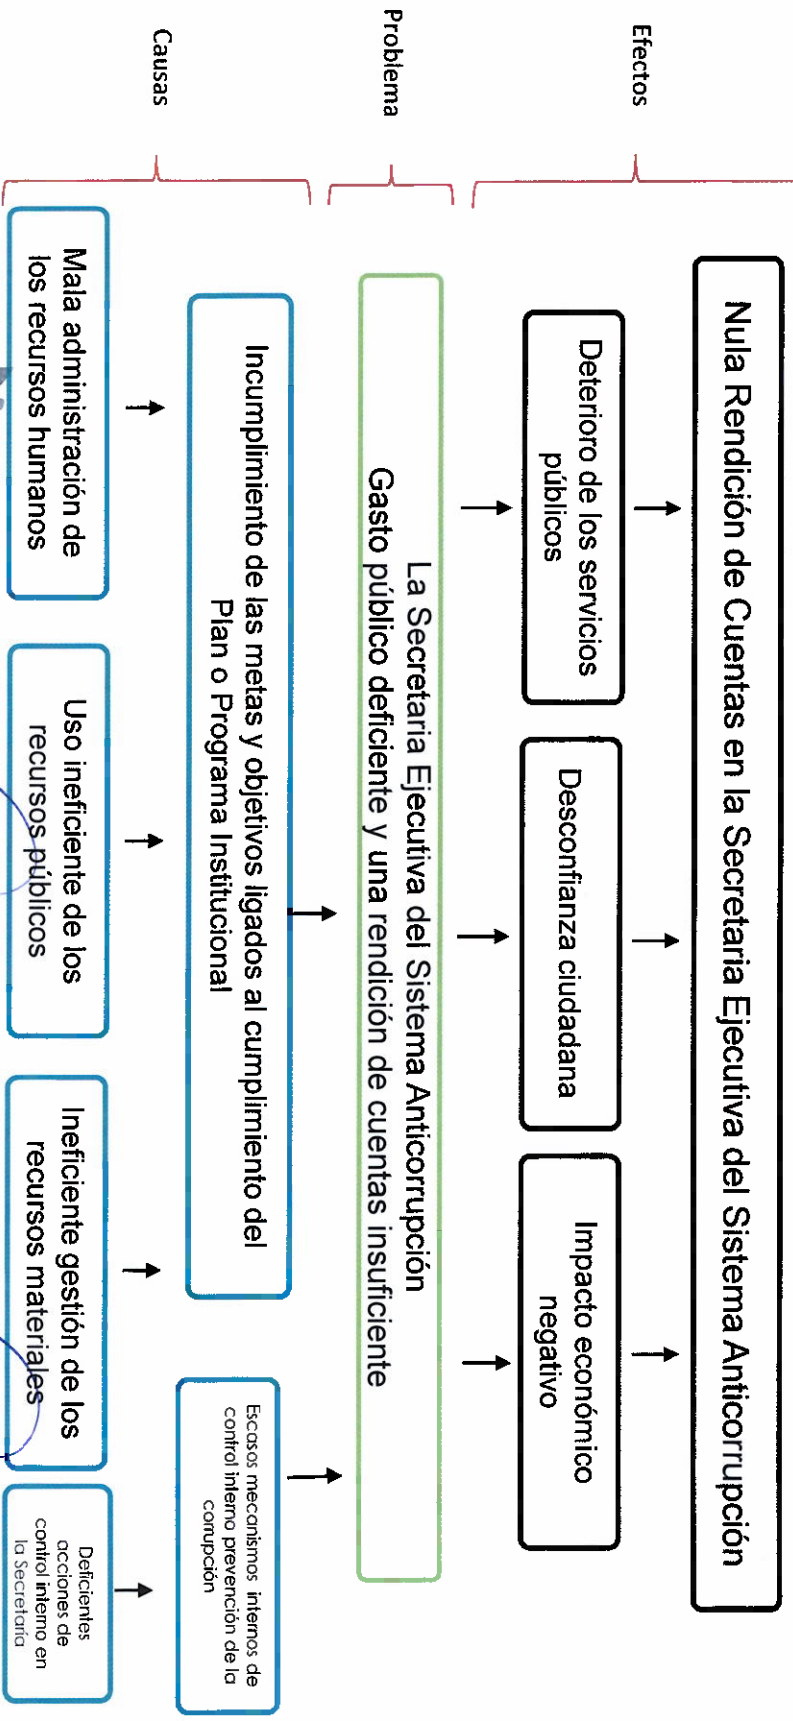 Efectos
Nula Rendición de Cuentas en la Secretaria Ejecutiva del Sistema Anticorrupción
Deterioro de los servicios
públicos
Desconfianza ciudadana
Impacto económico
negativo
Problema
La Secretaria Ejecutiva del Sistema Anticorrupción
Gasto público deficiente y una rendición de cuentas insuficiente
Causas
Incumplimiento de las metas y objetivos ligados al cumplimiento del
Plan o Programa Institucional
Escasos mecanismos internos de
control interno prevención de la
corrupción
Mala administración de
los recursos humanos
Uso ineficiente de los
recursos públicos
Ineficiente gestión de los
recursos materiales
Deficientes
acciones de
control interno en
la Secretaría